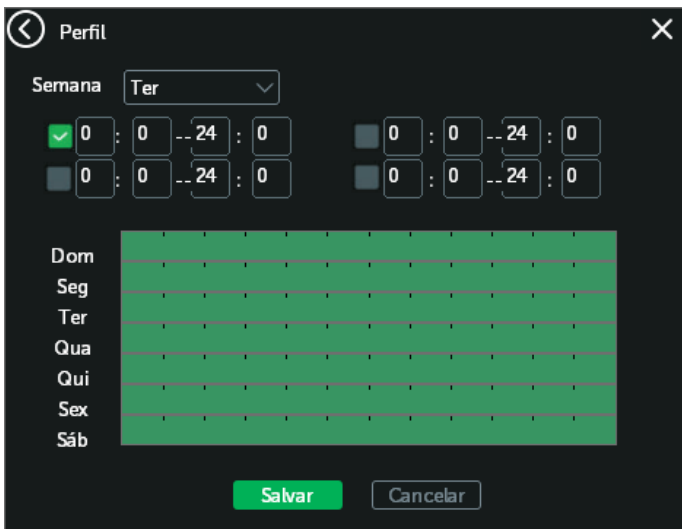 Perfil
Semana Ter
0 : 0 -- 24 : 0 0 : 0 -- 24 : 0
0 : 0 -- 24 : 0 0 : 0 -- 24 : 0
Dom
Seg
Ter
Qua
Qui
Sex
Sáb
Salvar Cancelar